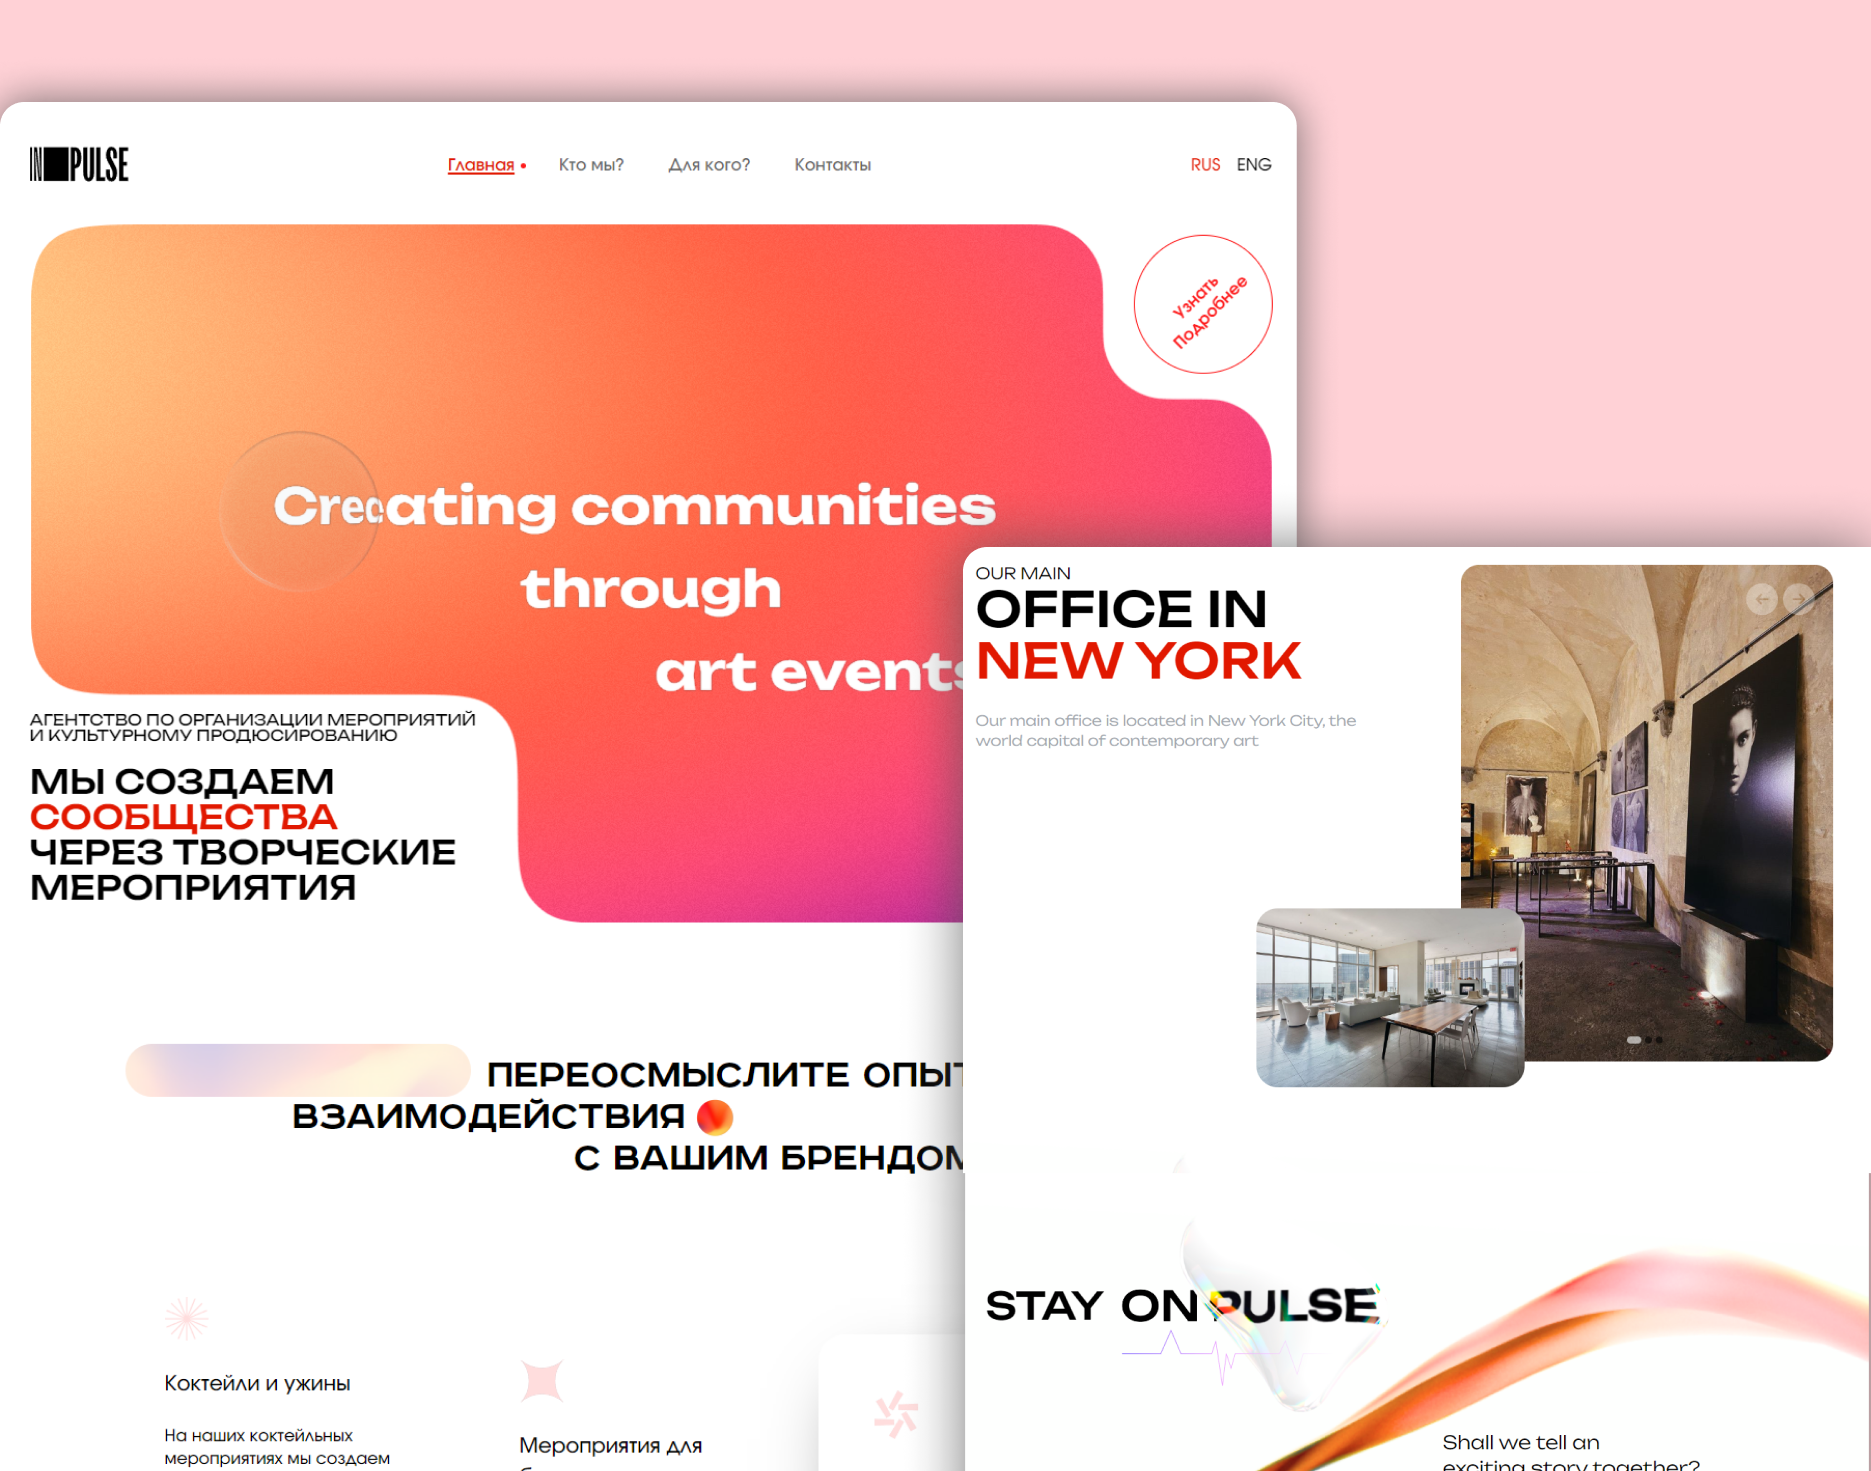 INPULSE
Главная Кто мы? Для кого? Контакты
RUS ENG
Узнать
Подробнее
Creating communities
through
art events
АГЕНТСТВО ПО ОРГАНИЗАЦИИ МЕРОПРИЯТИЙ
И КУЛЬТУРНОМУ ПРОДЮСИРОВАНИЮ
МЫ СОЗДАЕМ
СООБЩЕСТВА
ЧЕРЕЗ ТВОРЧЕСКИЕ
МЕРОПРИЯТИЯ
ПЕРЕОСМЫСЛИТЕ ОПЫТ
ВЗАИМОДЕЙСТВИЯ
С ВАШИМ БРЕНДОМ
Коктейли и ужины
На наших коктейльных
мероприятиях мы создаем
Мероприятия для
OUR MAIN
OFFICE IN
NEW YORK
Our main office is located in New York City, the
world capital of contemporary art
STAY ON PULSE
Shall we tell an
exciting story together?